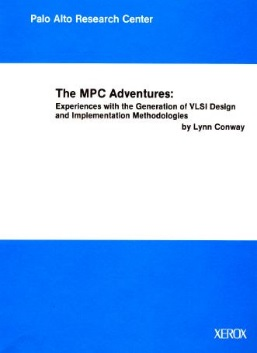 Palo Alto Research Center
The MPC Adventures:
Experiences with the Generation of VLSI Design
and Implementation Methodologies
by Lynn Conway
XEROX